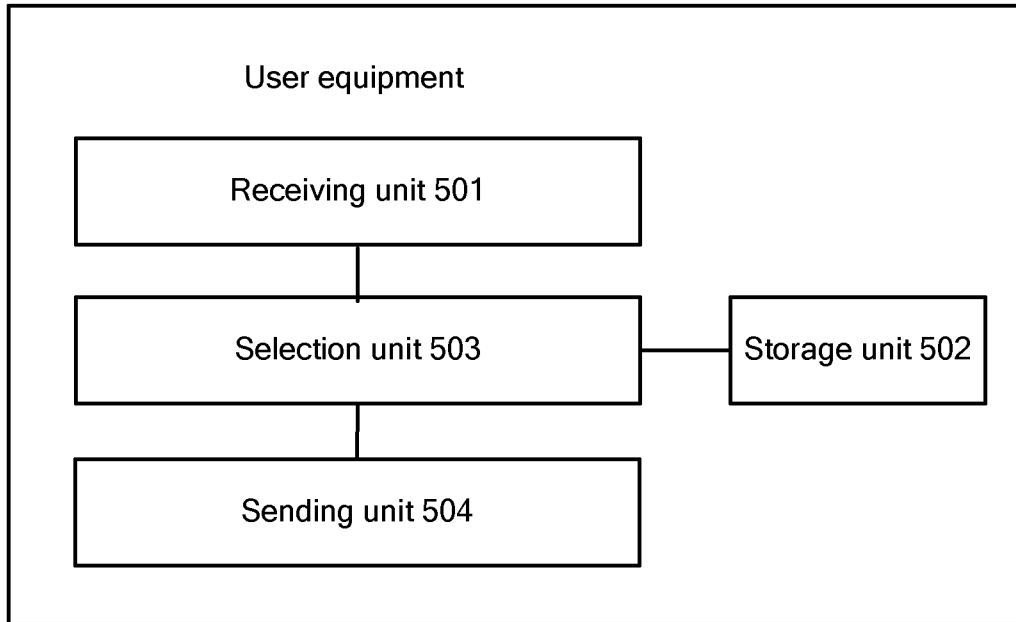 User equipment
Receiving unit 501
Selection unit 503
Storage unit 502
Sending unit 504